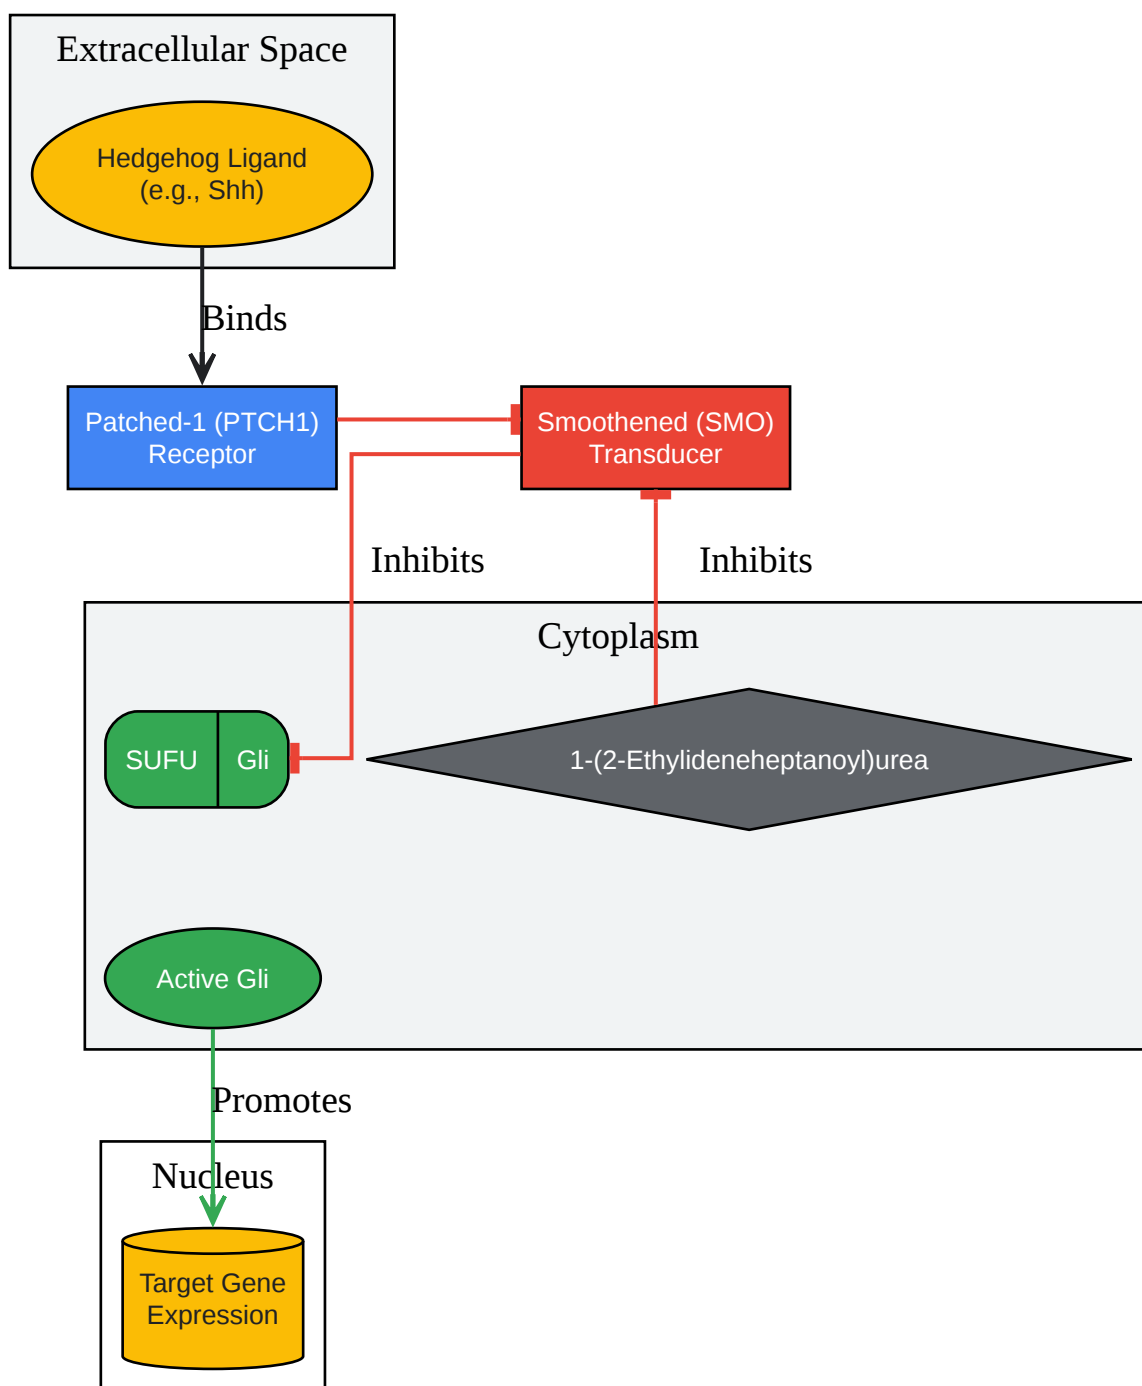 Extracellular Space
Hedgehog Ligand
(e.g., Shh)
Binds
Patched-1 (PTCH1)
Receptor
Smoothened (SMO)
Transducer
Inhibits
Inhibits
Cytoplasm
SUFU
Gli
1-(2-Ethylideneheptanoyl)urea
Active Gli
Promotes
Nucleus
Target Gene
Expression